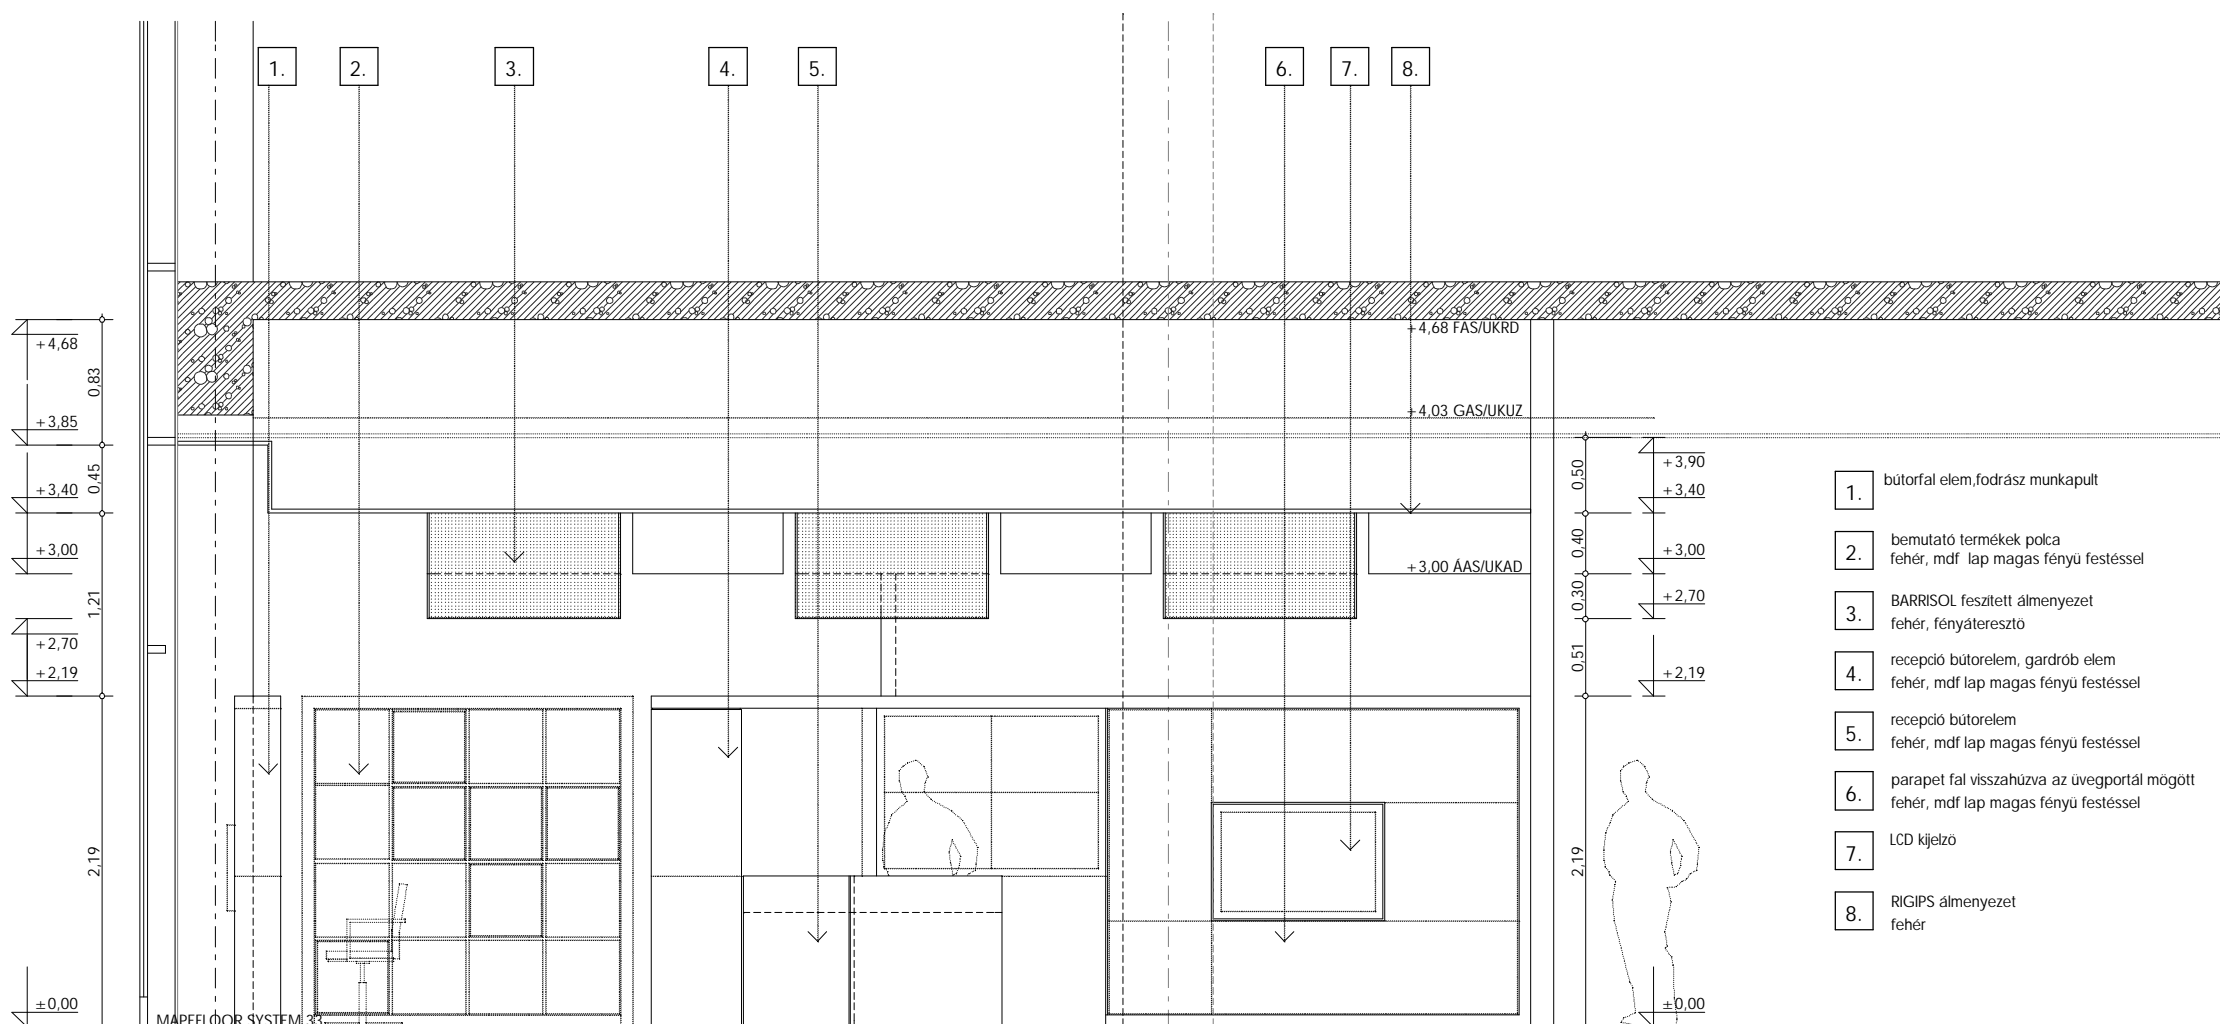 1. 2. 3. 4. 5. 6. 7. 8.
+4,68
0,83
+3,85
0,45
+3,40
+3,00
1,21
+2,70
+2,19
2,19
±0,00
MAPEFLOOR SYSTEM 33
+4,68 FAS/UKRD
+4,03 GAS/UKUZ
+3,00 ÁAS/UKAD
0,50
+3,90
+3,40
0,40
+3,00
0,30
+2,70
0,51
+2,19
2,19
±0,00
1. bútorfal elem,fodrász munkapult
2. bemutató termékek polca
fehér, mdf lap magas fényü festéssel
3. BARRISOL feszített álmenyezet
fehér, fényáteresztö
4. recepció bútorelem, gardrób elem
fehér, mdf lap magas fényü festéssel
5. recepció bútorelem
fehér, mdf lap magas fényü festéssel
6. parapet fal visszahúzva az üvegportál mögött
fehér, mdf lap magas fényü festéssel
7. LCD kijelzö
8. RIGIPS álmenyezet
fehér